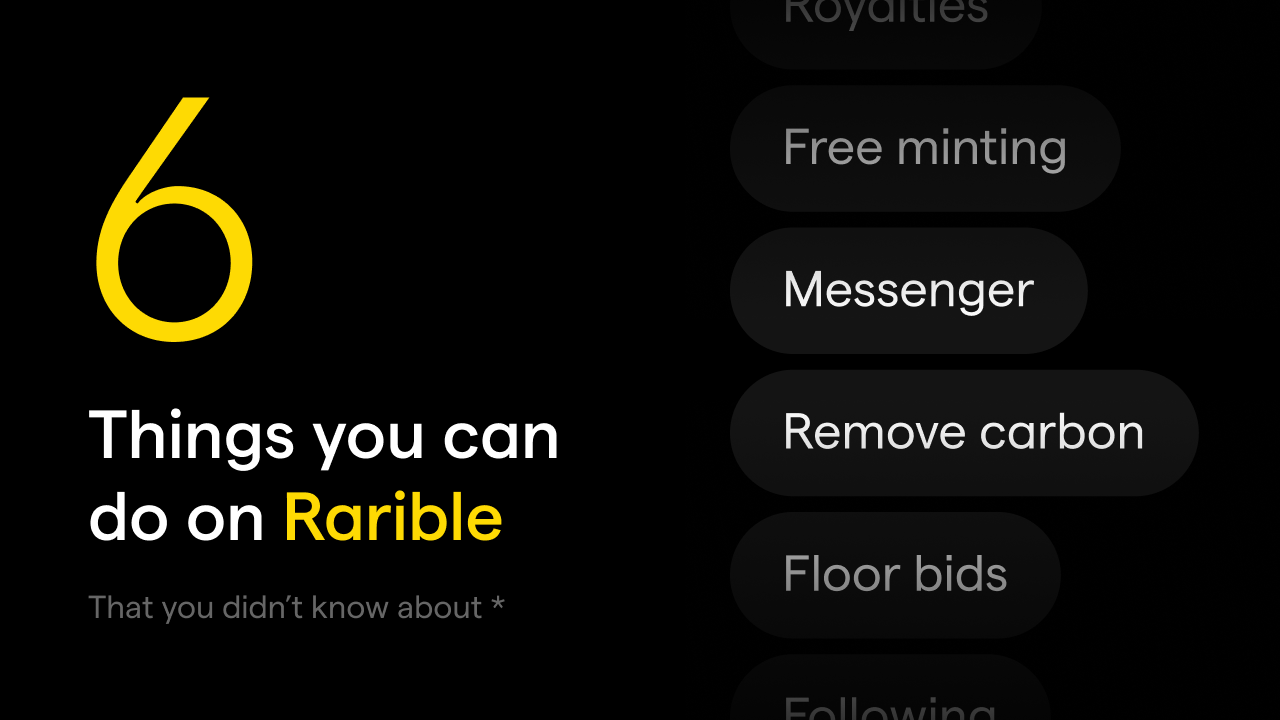 6
Things you can
do on Rarible
That you didn’t know about *
Royalties
Free minting
Messenger
Remove carbon
Floor bids
Following